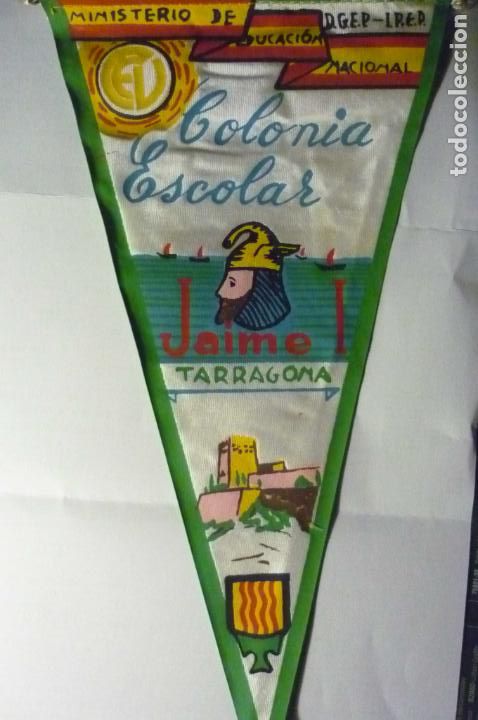 MINISTERIO DE
EDUCACIÓN
NACIONAL
D.G.E.P.-I.P.E.P.
Colonia
Escolar
Jaime I
TARRAGONA
todocoleccion